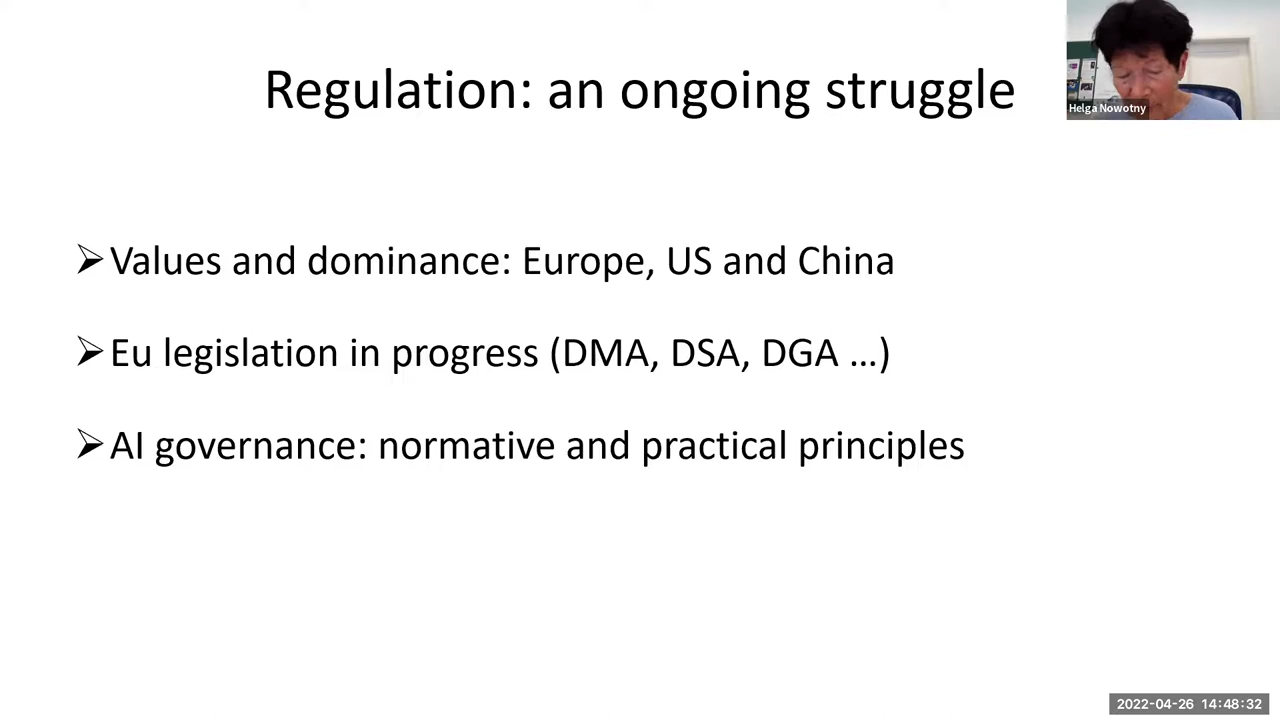 Regulation: an ongoing struggle
Helga Nowotny
➢Values and dominance: Europe, US and China
➢Eu legislation in progress (DMA, DSA, DGA …)
➢AI governance: normative and practical principles
2022-04-26 14:48:32